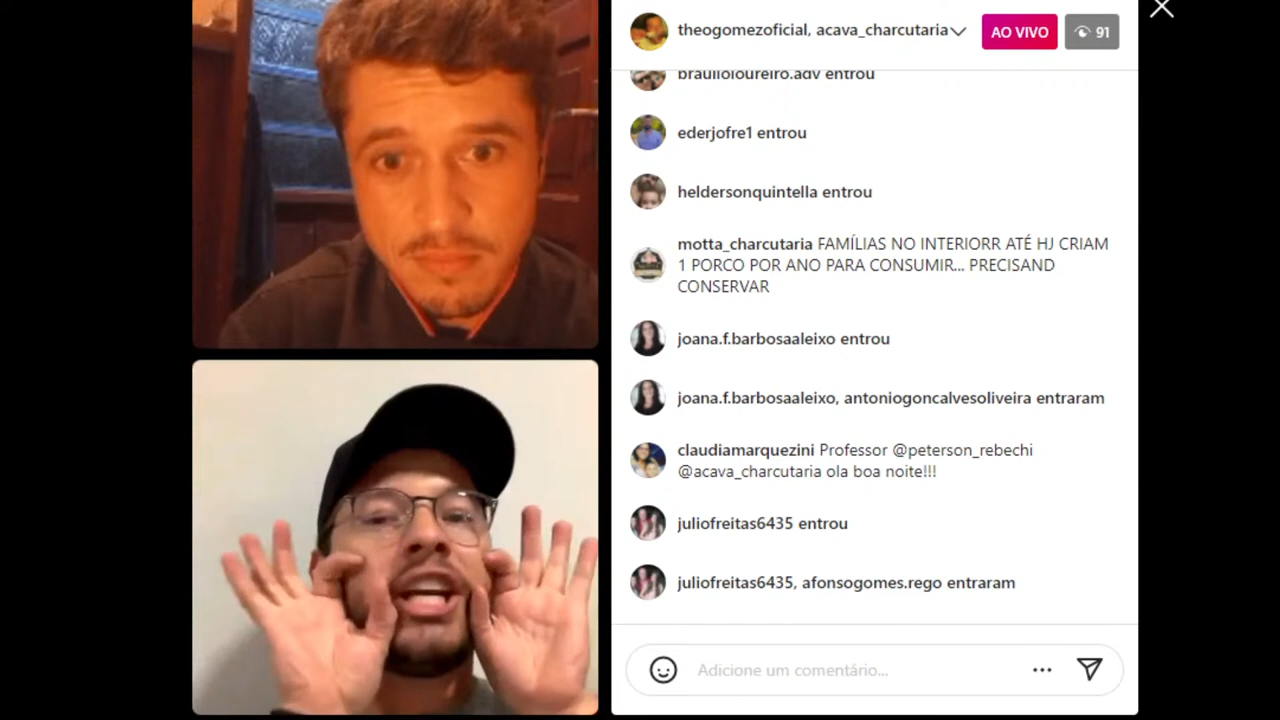 theogomezoficial, acava_charcutaria
AO VIVO
91
braulioloureiro.adv entrou
ederjofre1 entrou
heldersonquintella entrou
motta_charcutaria FAMÍLIAS NO INTERIORR ATÉ HJ CRIAM
1 PORCO POR ANO PARA CONSUMIR... PRECISAND
CONSERVAR
joana.f.barbosaaleixo entrou
joana.f.barbosaaleixo, antoniogoncalvesoliveira entraram
claudiamarquezini Professor @peterson_rebechi
@acava_charcutaria ola boa noite!!!
juliofreitas6435 entrou
juliofreitas6435, afonsogomes.rego entraram
Adicione um comentário...